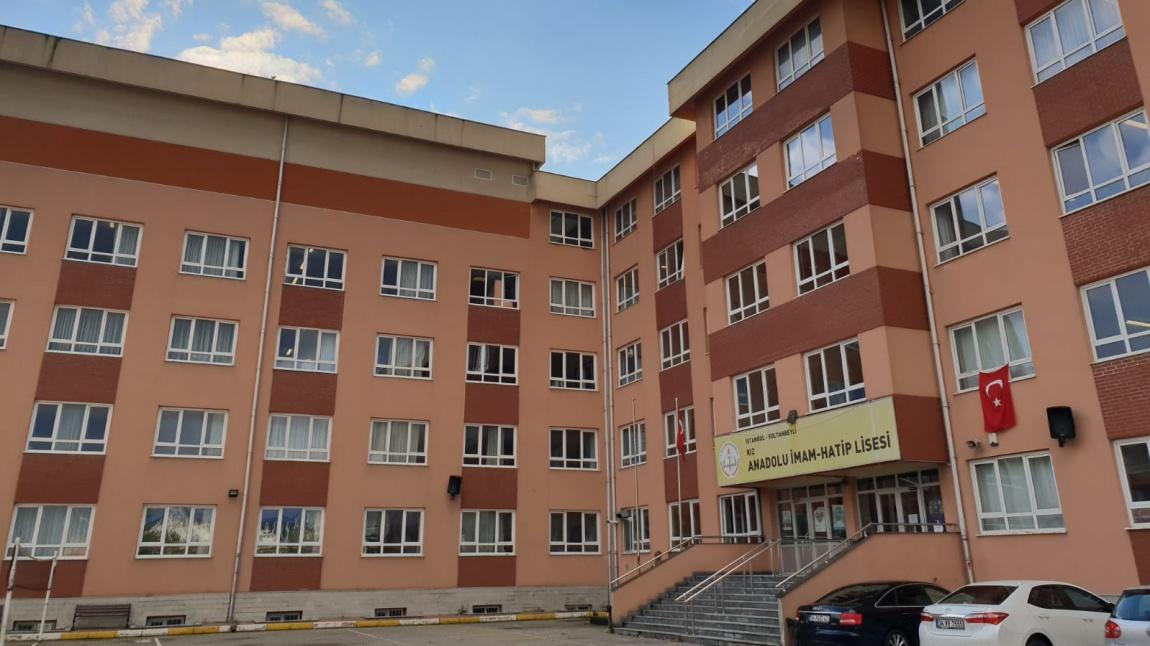 İSTANBUL - SULTANBEYLİ
KIZ
ANADOLU İMAM-HATİP LİSESİ